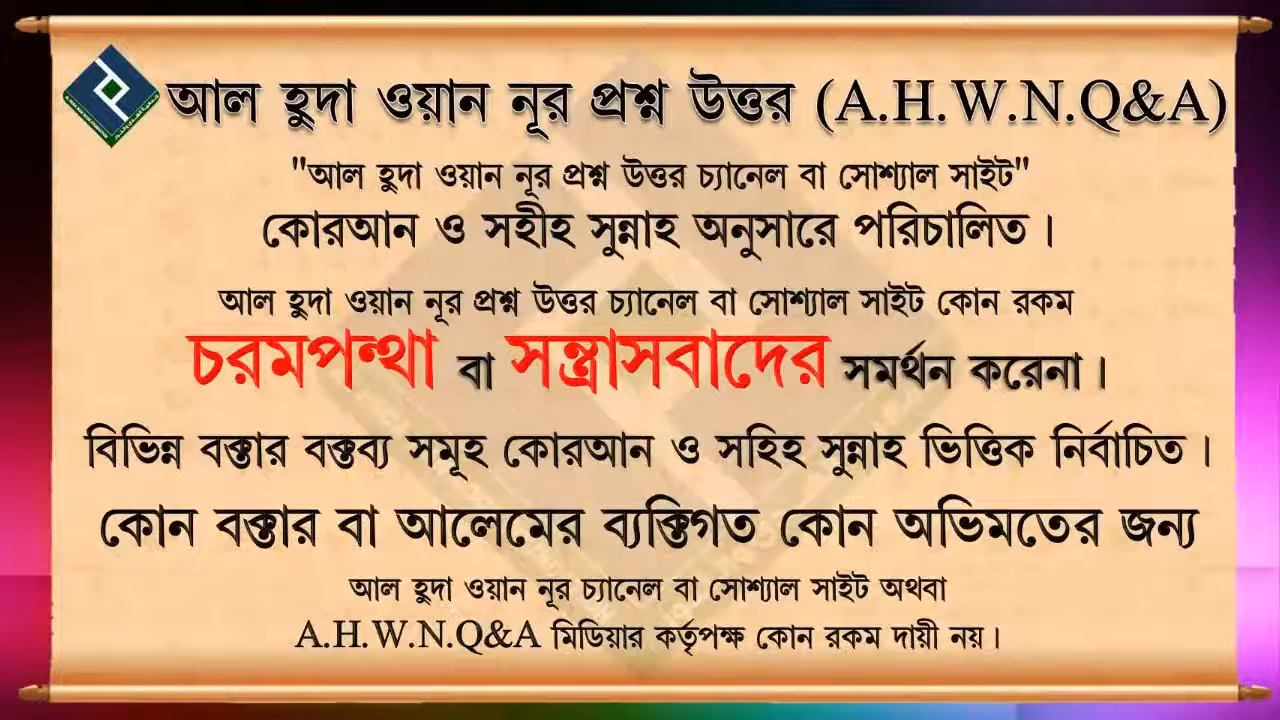 আল হুদা ওয়ান নূর প্রশ্ন উত্তর (A.H.W.N.Q&A)
"আল হুদা ওয়ান নূর প্রশ্ন উত্তর চ্যানেল বা সোশ্যাল সাইট"
কোরআন ও সহীহ সুন্নাহ অনুসারে পরিচালিত।
আল হুদা ওয়ান নূর প্রশ্ন উত্তর চ্যানেল বা সোশ্যাল সাইট কোন রকম
চরমপন্থা বা সন্ত্রাসবাদের সমর্থন করেনা।
বিভিন্ন বক্তার বক্তব্য সমূহ কোরআন ও সহিহ সুন্নাহ ভিত্তিক নির্বাচিত।
কোন বক্তার বা আলেমের ব্যক্তিগত কোন অভিমতের জন্য
আল হুদা ওয়ান নূর চ্যানেল বা সোশ্যাল সাইট অথবা
A.H.W.N.Q&A মিডিয়ার কর্তৃপক্ষ কোন রকম দায়ী নয়।